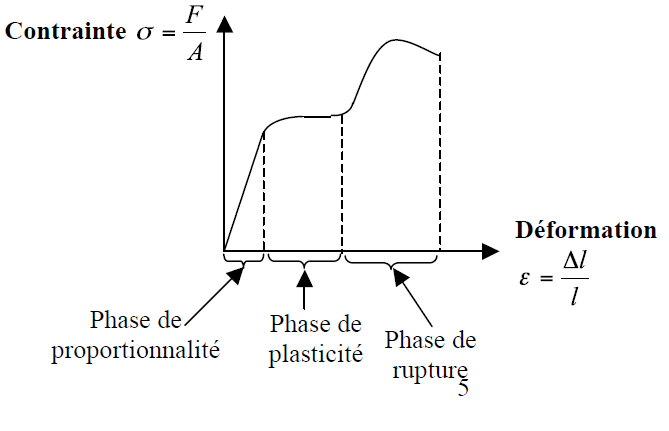 Contrainte σ = F/A
Déformation
ε = Δl/l
Phase de
proportionnalité
Phase de
plasticité
Phase de
rupture
5